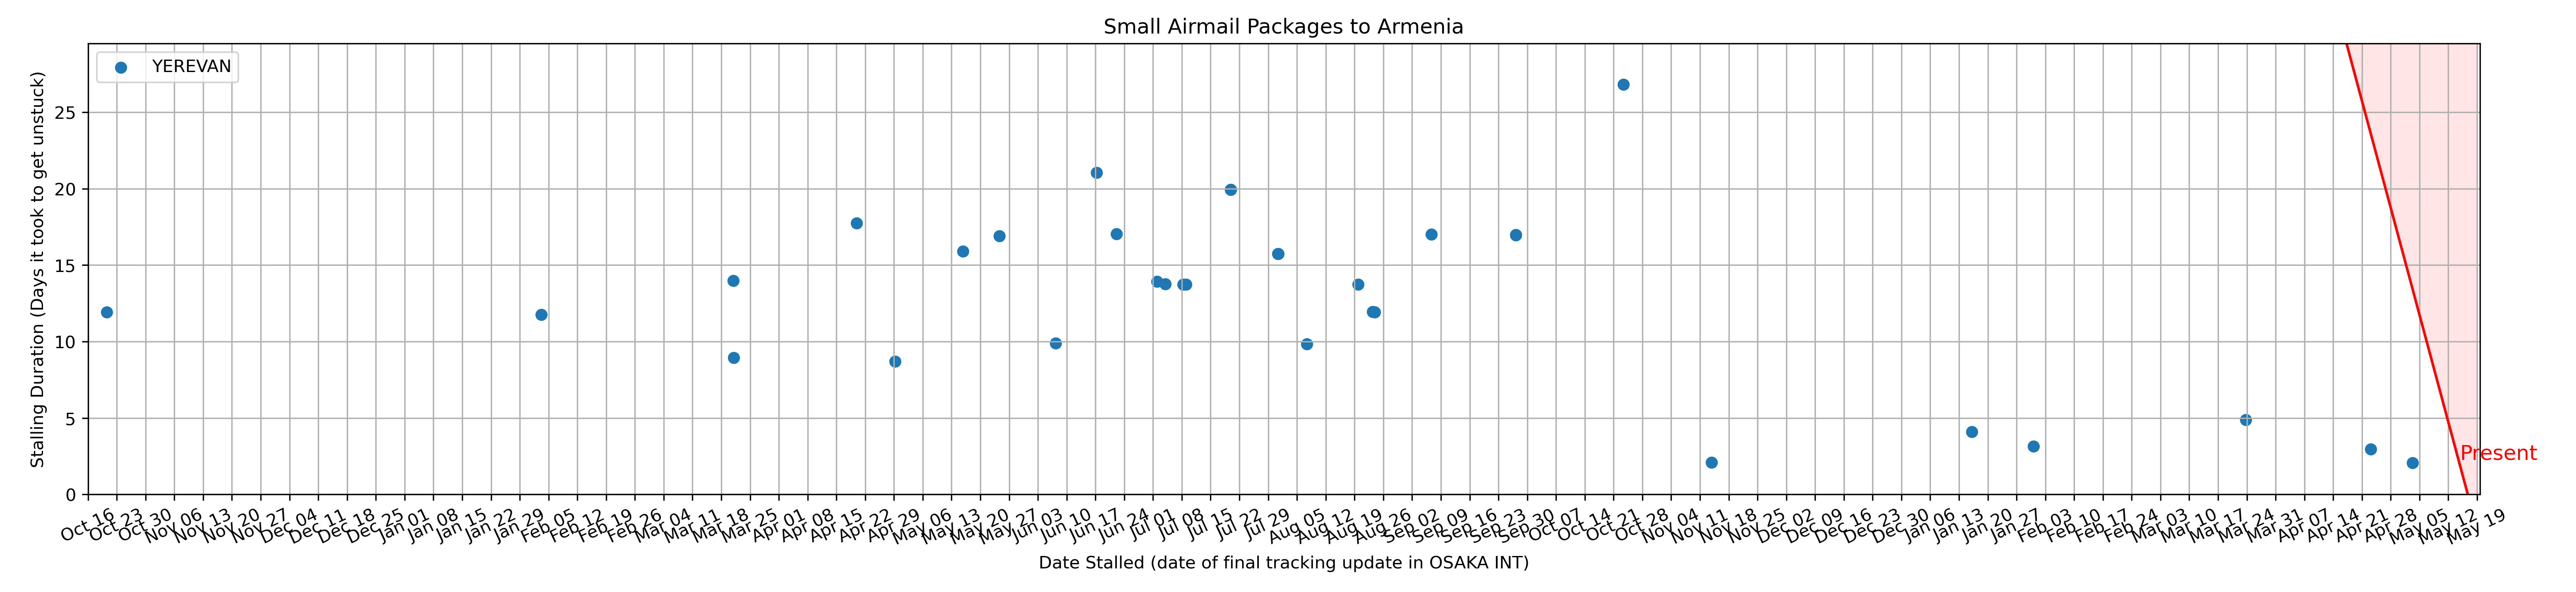 Small Airmail Packages to Armenia
YEREVAN
Stalling Duration (Days it took to get unstuck)
25
20
15
10
5
0
Present
Oct 16
Oct 23
Oct 30
Nov 06
Nov 13
Nov 20
Nov 27
Dec 04
Dec 11
Dec 18
Dec 25
Jan 01
Jan 08
Jan 15
Jan 22
Jan 29
Feb 05
Feb 12
Feb 19
Feb 26
Mar 04
Mar 11
Mar 18
Mar 25
Apr 01
Apr 08
Apr 15
Apr 22
Apr 29
May 06
May 13
May 20
May 27
Jun 03
Jun 10
Jun 17
Jun 24
Jul 01
Jul 08
Jul 15
Jul 22
Jul 29
Aug 05
Aug 12
Aug 19
Aug 26
Sep 02
Sep 09
Sep 16
Sep 23
Sep 30
Oct 07
Oct 14
Oct 21
Oct 28
Nov 04
Nov 11
Nov 18
Nov 25
Dec 02
Dec 09
Dec 16
Dec 23
Dec 30
Jan 06
Jan 13
Jan 20
Jan 27
Feb 03
Feb 10
Feb 17
Feb 24
Mar 03
Mar 10
Mar 17
Mar 24
Mar 31
Apr 07
Apr 14
Apr 21
Apr 28
May 05
May 12
May 19
Date Stalled (date of final tracking update in OSAKA INT)